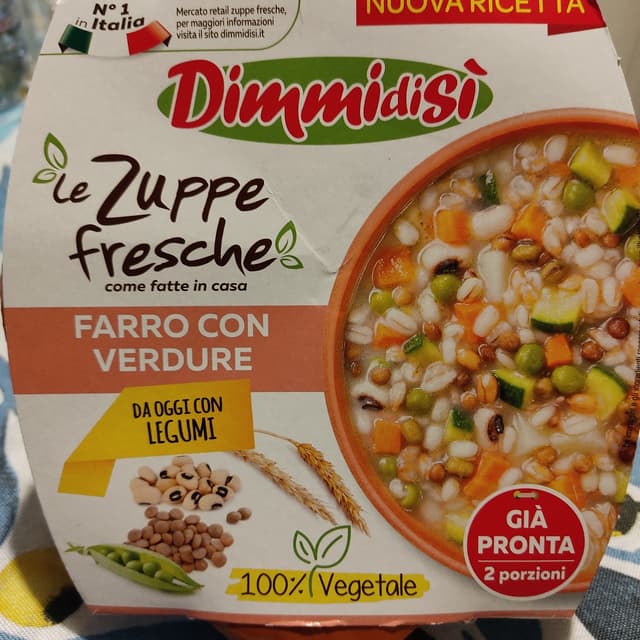 N° 1
in Italia
Mercato retail zuppe fresche,
per maggiori informazioni
visita il sito dimmidisi.it
NUOVA RICETTA
DimmidiSì
Le Zuppe
fresche
come fatte in casa
FARRO CON
VERDURE
DA OGGI CON
LEGUMI
GIÀ
PRONTA
2 porzioni
100% Vegetale